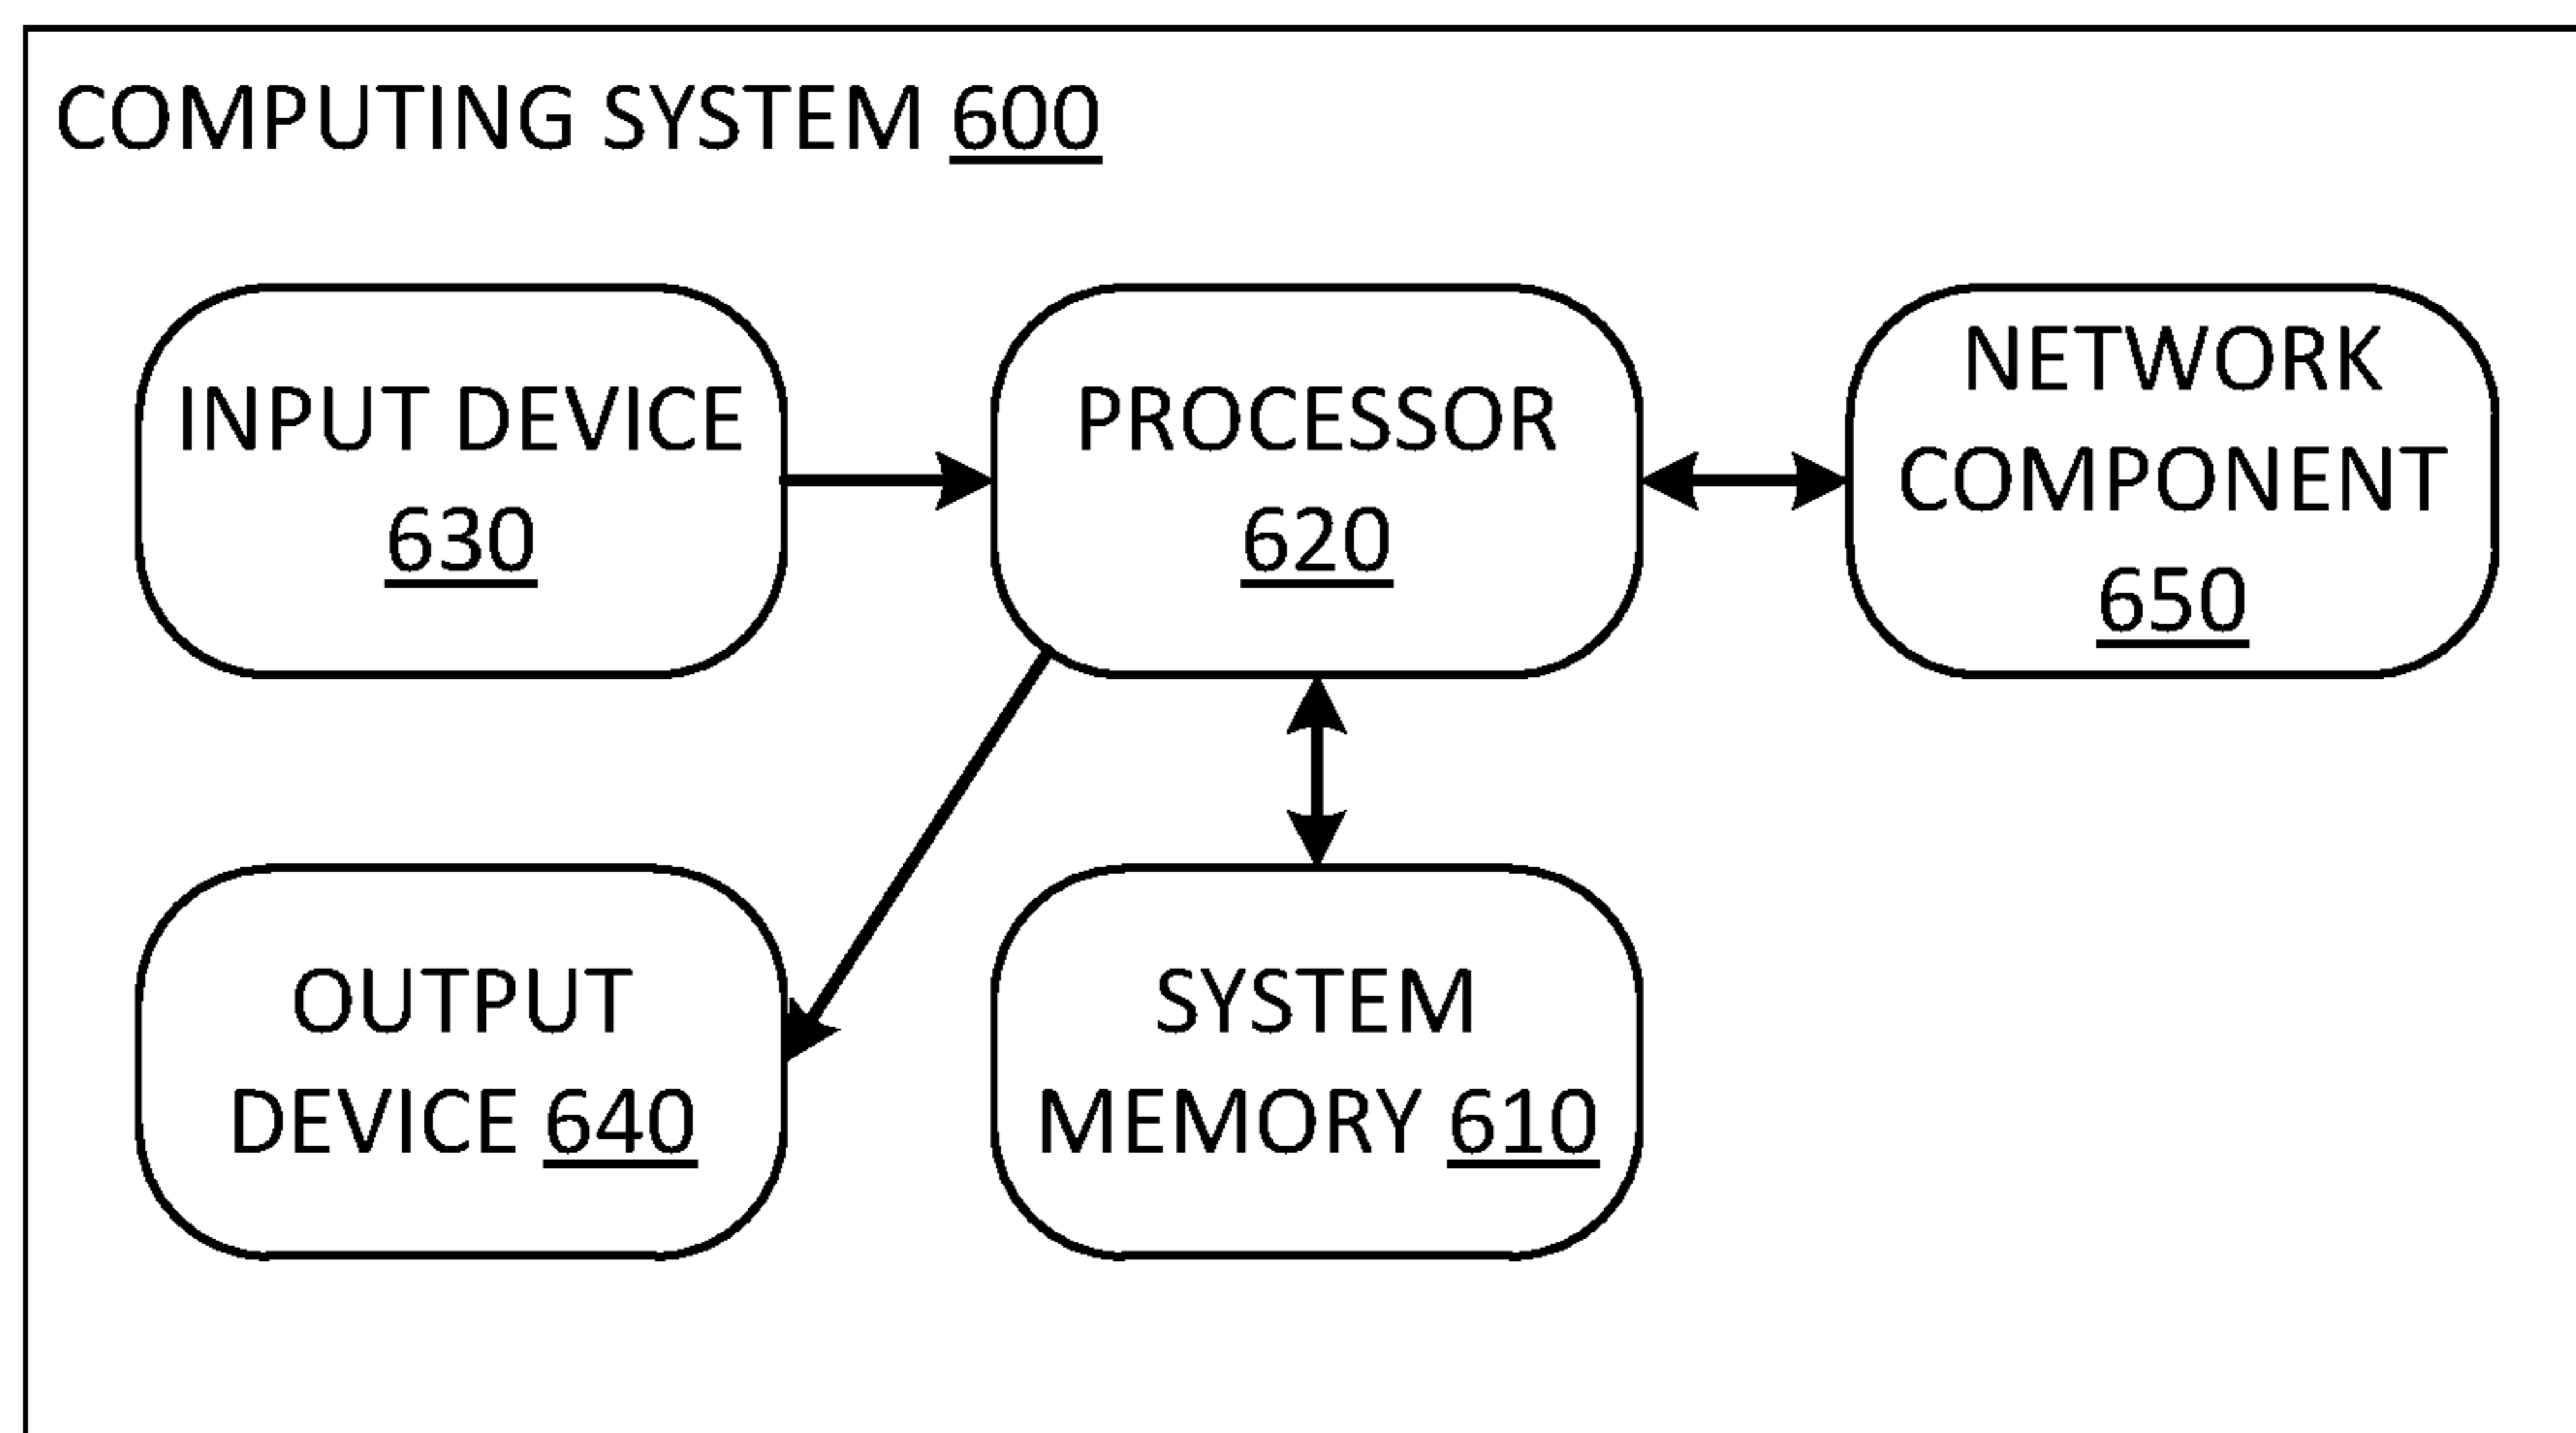 COMPUTING SYSTEM 600
INPUT DEVICE
630
PROCESSOR
620
NETWORK
COMPONENT
650
OUTPUT
DEVICE 640
SYSTEM
MEMORY 610